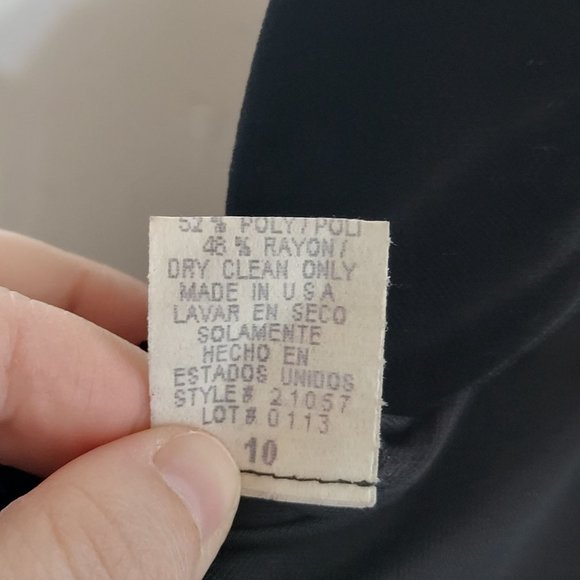 52 % POLY/POLI
48 % RAYON/
DRY CLEAN ONLY
MADE IN U S A
LAVAR EN SECO
SOLAMENTE
HECHO EN
ESTADOS UNIDOS
STYLE # 21057
LOT # 0113
10